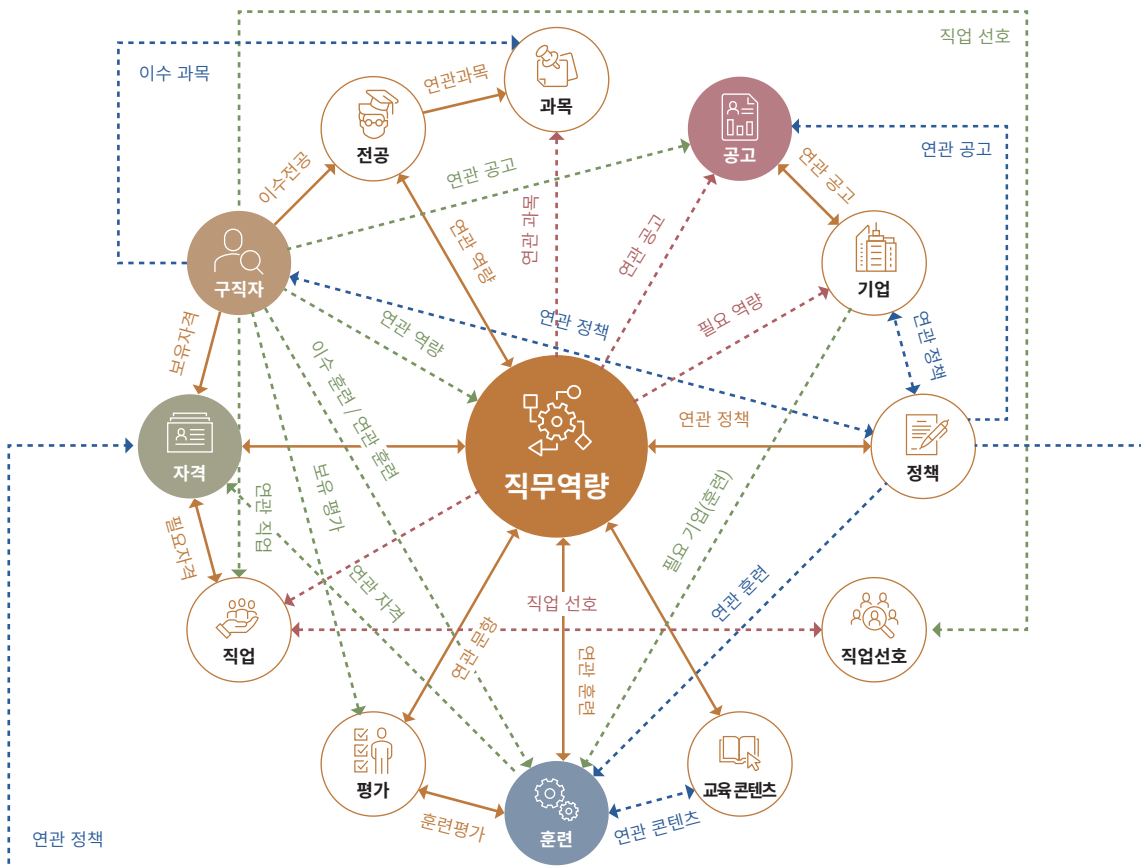 직업 선호
이수 과목
연관과목
과목
전공
공고
연관 공고
연관 공고
연관 공고
이수전공
연관 과목
연관 공고
연관 역량
구직자
기업
연관 정책
필요 역량
연관 역량
연관 정책
보유자격
이수 훈련 / 연관 훈련
연관 정책
자격
직무역량
정책
보유 평가
연관 직업
필요 기업(훈련)
필요자격
연관 자격
연관 훈련
직업 선호
직업
직업선호
연관 문항
연관 훈련
평가
교육 콘텐츠
훈련평가
훈련
연관 콘텐츠
연관 정책